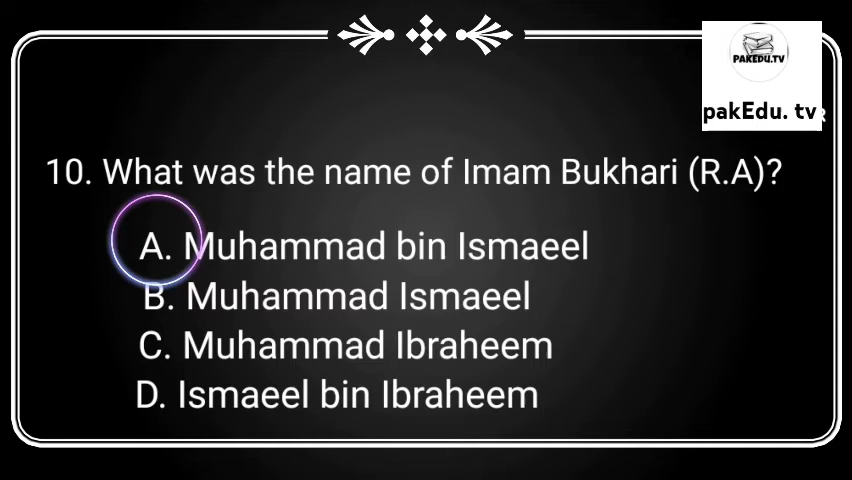 PAKEDU.TV
pakEdu. tv
10. What was the name of Imam Bukhari (R.A)?
A. Muhammad bin Ismaeel
B. Muhammad Ismaeel
C. Muhammad Ibraheem
D. Ismaeel bin Ibraheem